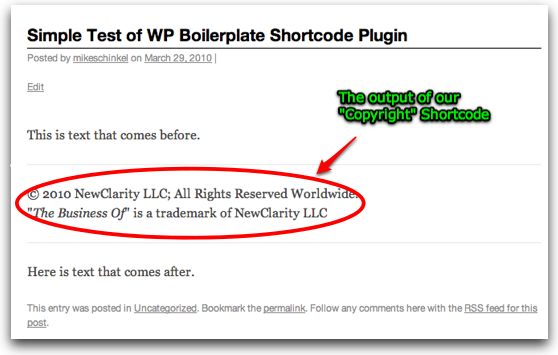 Simple Test of WP Boilerplate Shortcode Plugin
Posted by mikeschinkel on March 29, 2010 |
Edit
The output of our
"Copyright" Shortcode
This is text that comes before.
© 2010 NewClarity LLC; All Rights Reserved Worldwide.
"The Business Of" is a trademark of NewClarity LLC
Here is text that comes after.
This entry was posted in Uncategorized. Bookmark the permalink. Follow any comments here with the RSS feed for this
post.